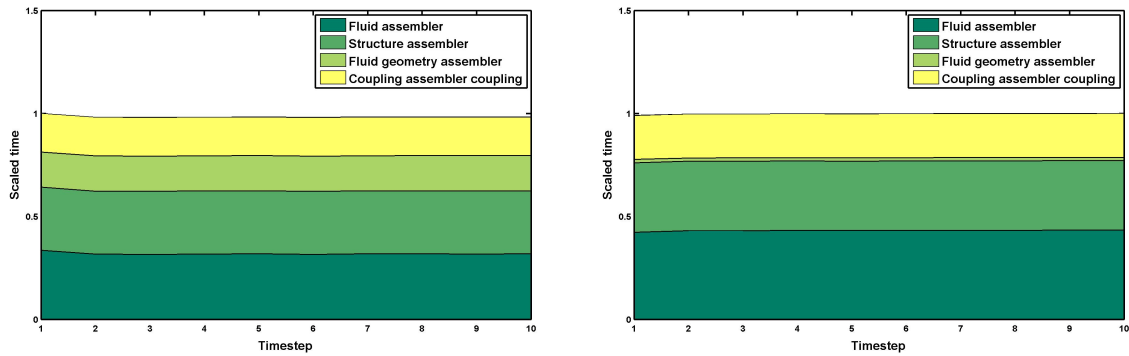 1.5
Fluid assembler
Structure assembler
Fluid geometry assembler
Coupling assembler coupling
1
Scaled time
0.5
0
1 2 3 4 5 6 7 8 9 10
Timestep
1.5
Fluid assembler
Structure assembler
Fluid geometry assembler
Coupling assembler coupling
1
Scaled time
0.5
0
1 2 3 4 5 6 7 8 9 10
Timestep